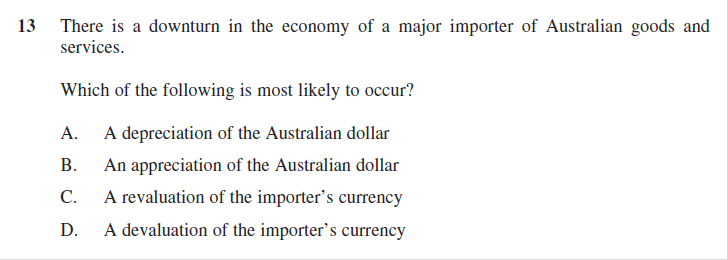 13 There is a downturn in the economy of a major importer of Australian goods and
services.
Which of the following is most likely to occur?
A. A depreciation of the Australian dollar
B. An appreciation of the Australian dollar
C. A revaluation of the importer's currency
D. A devaluation of the importer's currency